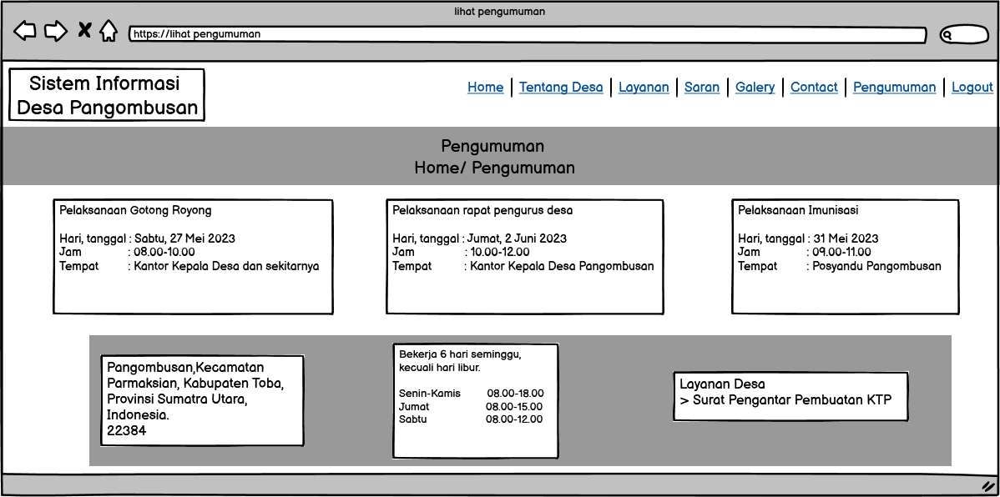 lihat pengumuman
https://lihat pengumuman
Sistem Informasi
Desa Pangombusan
Home | Tentang Desa | Layanan | Saran | Galery | Contact | Pengumuman | Logout
Pengumuman
Home/ Pengumuman
Pelaksanaan Gotong Royong
Hari, tanggal : Sabtu, 27 Mei 2023
Jam : 08.00-10.00
Tempat : Kantor Kepala Desa dan sekitarnya
Pelaksanaan rapat pengurus desa
Hari, tanggal : Jumat, 2 Juni 2023
Jam : 10.00-12.00
Tempat : Kantor Kepala Desa Pangombusan
Pelaksanaan Imunisasi
Hari, tanggal : 31 Mei 2023
Jam : 09.00-11.00
Tempat : Posyandu Pangombusan
Pangombusan,Kecamatan
Parmaksian, Kabupaten Toba,
Provinsi Sumatra Utara,
Indonesia.
22384
Bekerja 6 hari seminggu,
kecuali hari libur.
Senin-Kamis 08.00-18.00
Jumat 08.00-15.00
Sabtu 08.00-12.00
Layanan Desa
> Surat Pengantar Pembuatan KTP